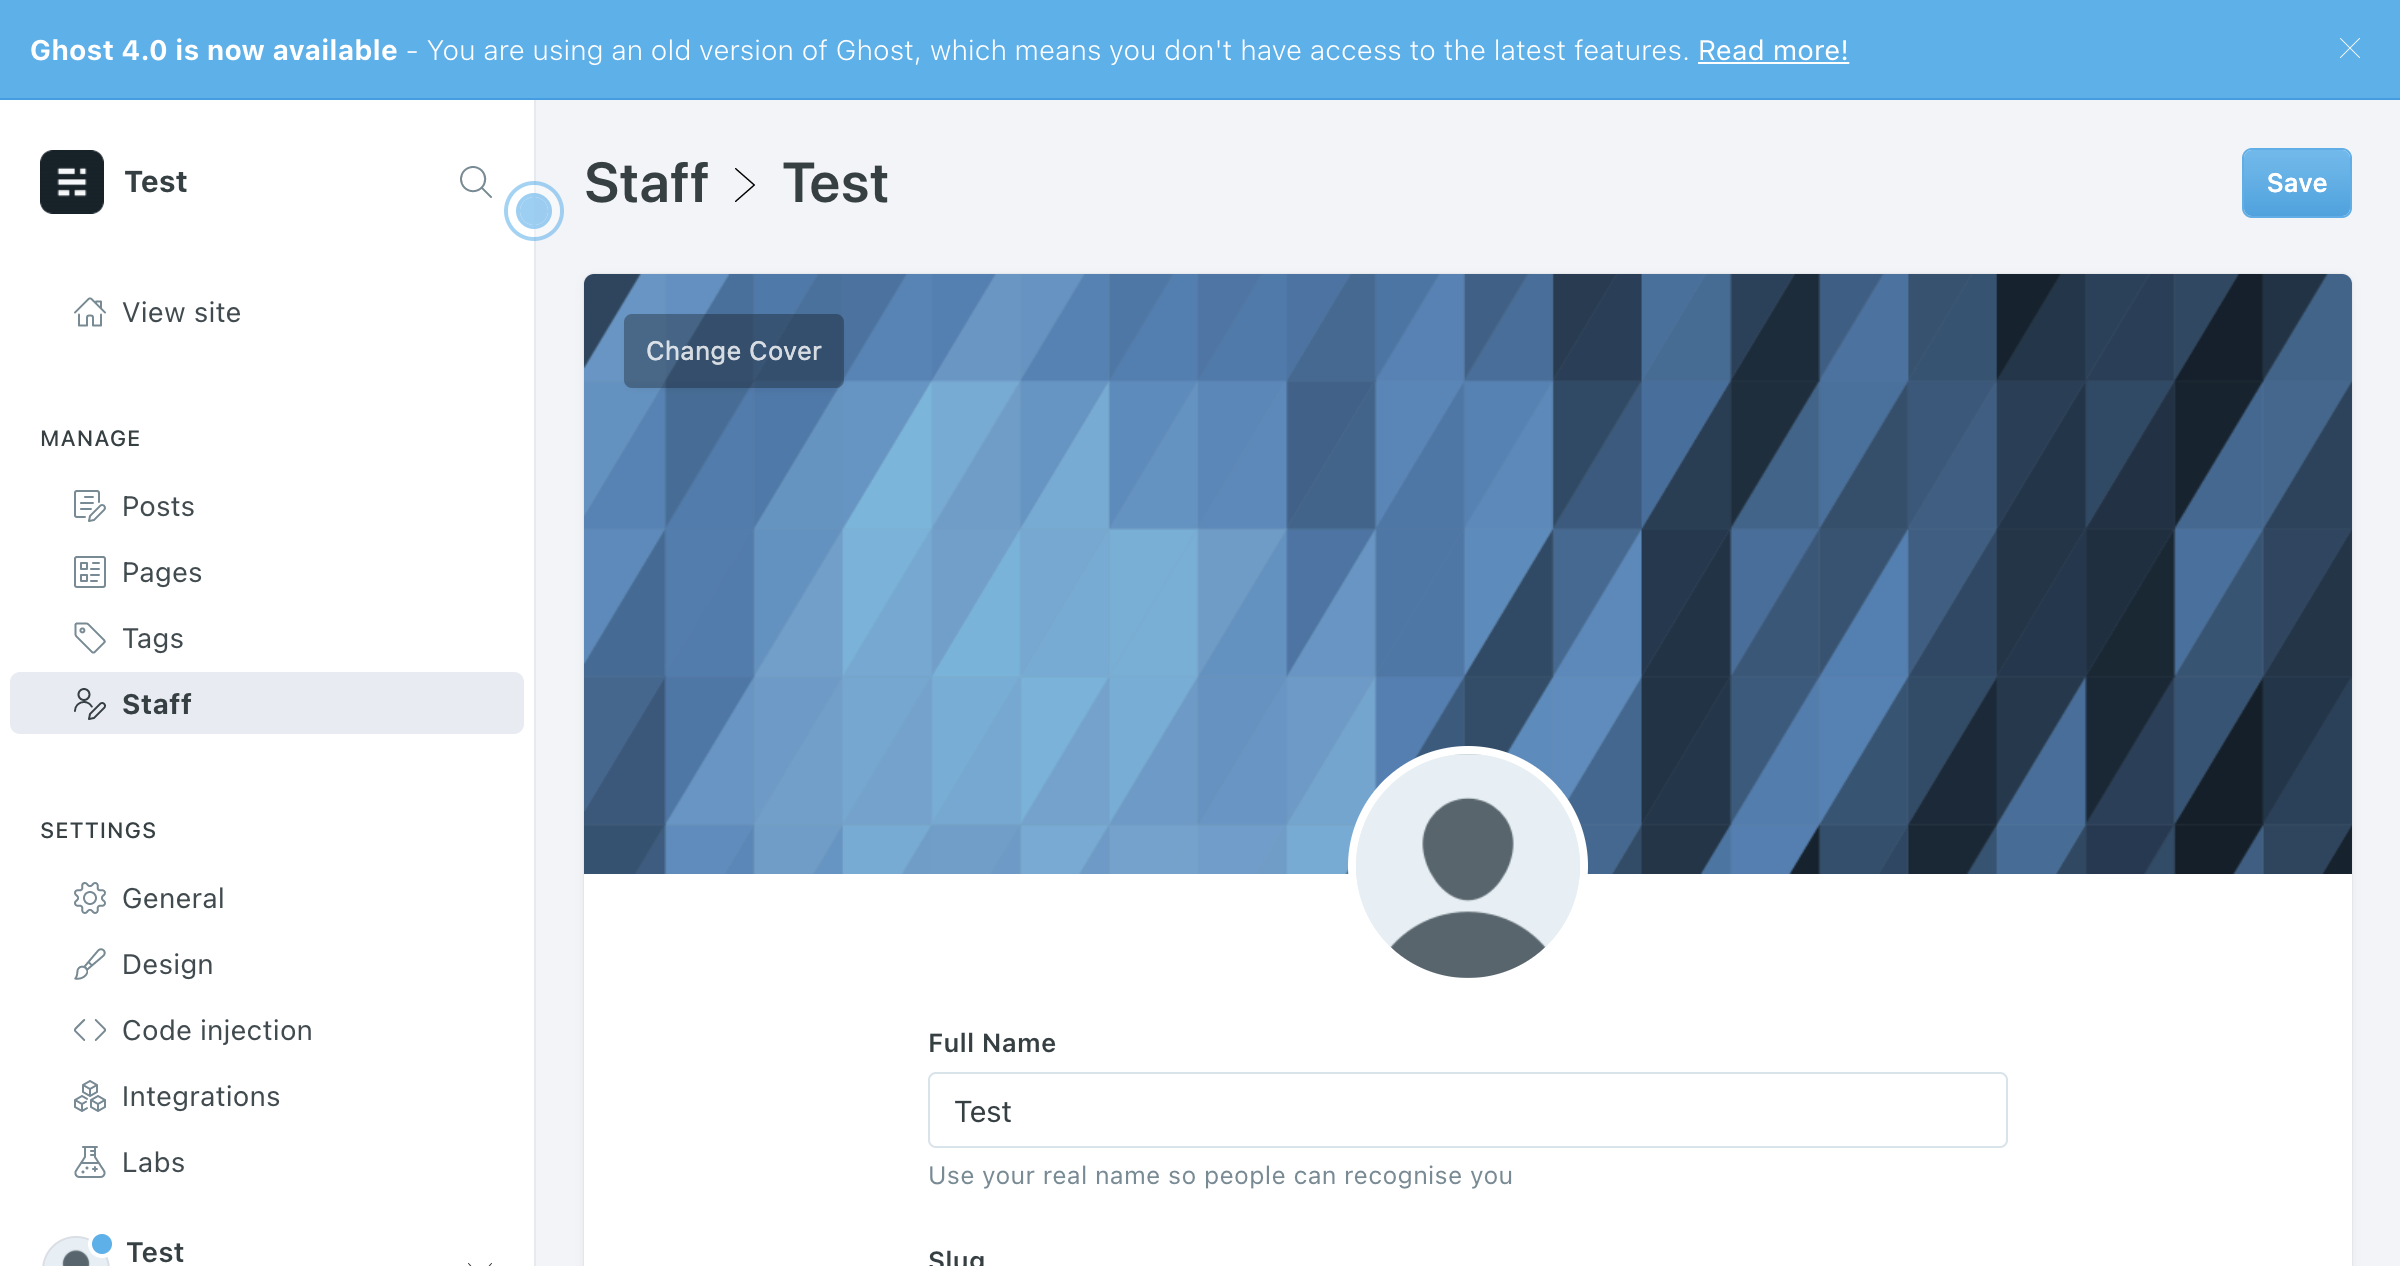 Ghost 4.0 is now available - You are using an old version of Ghost, which means you don't have access to the latest features. Read more!
Test
Staff > Test
Save
View site
Change Cover
MANAGE
Posts
Pages
Tags
Staff
SETTINGS
General
Design
Code injection
Integrations
Labs
Full Name
Test
Use your real name so people can recognise you
Test
Slug